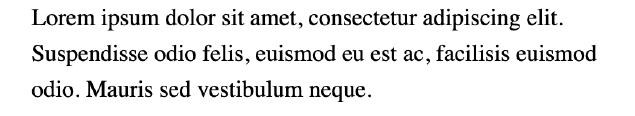 Lorem ipsum dolor sit amet, consectetur adipiscing elit.
Suspendisse odio felis, euismod eu est ac, facilisis euismod
odio. Mauris sed vestibulum neque.